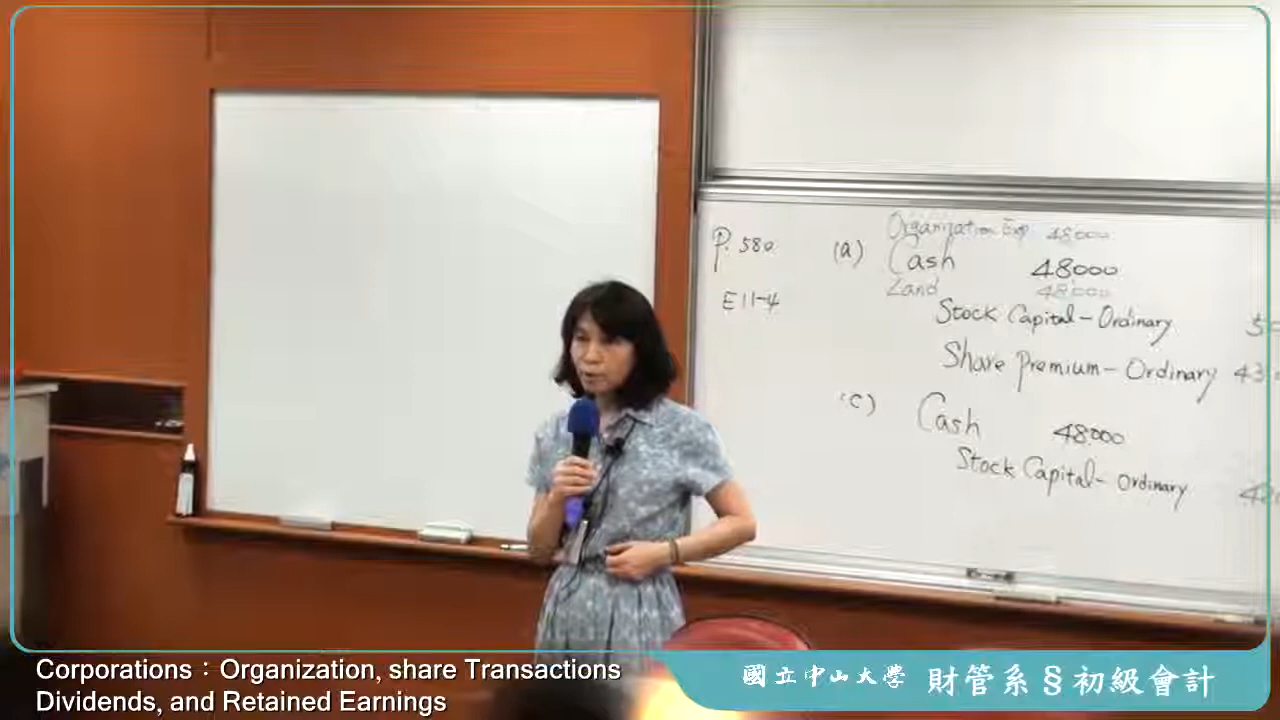 P. 580
E11-4
(a)
Organization Exp 48000
Cash 48000
Land 48000
Stock Capital - Ordinary
Share Premium - Ordinary
(c)
Cash 48000
Stock Capital - Ordinary
Corporations：Organization, share Transactions
Dividends, and Retained Earnings
國立中山大學 財管系§初級會計